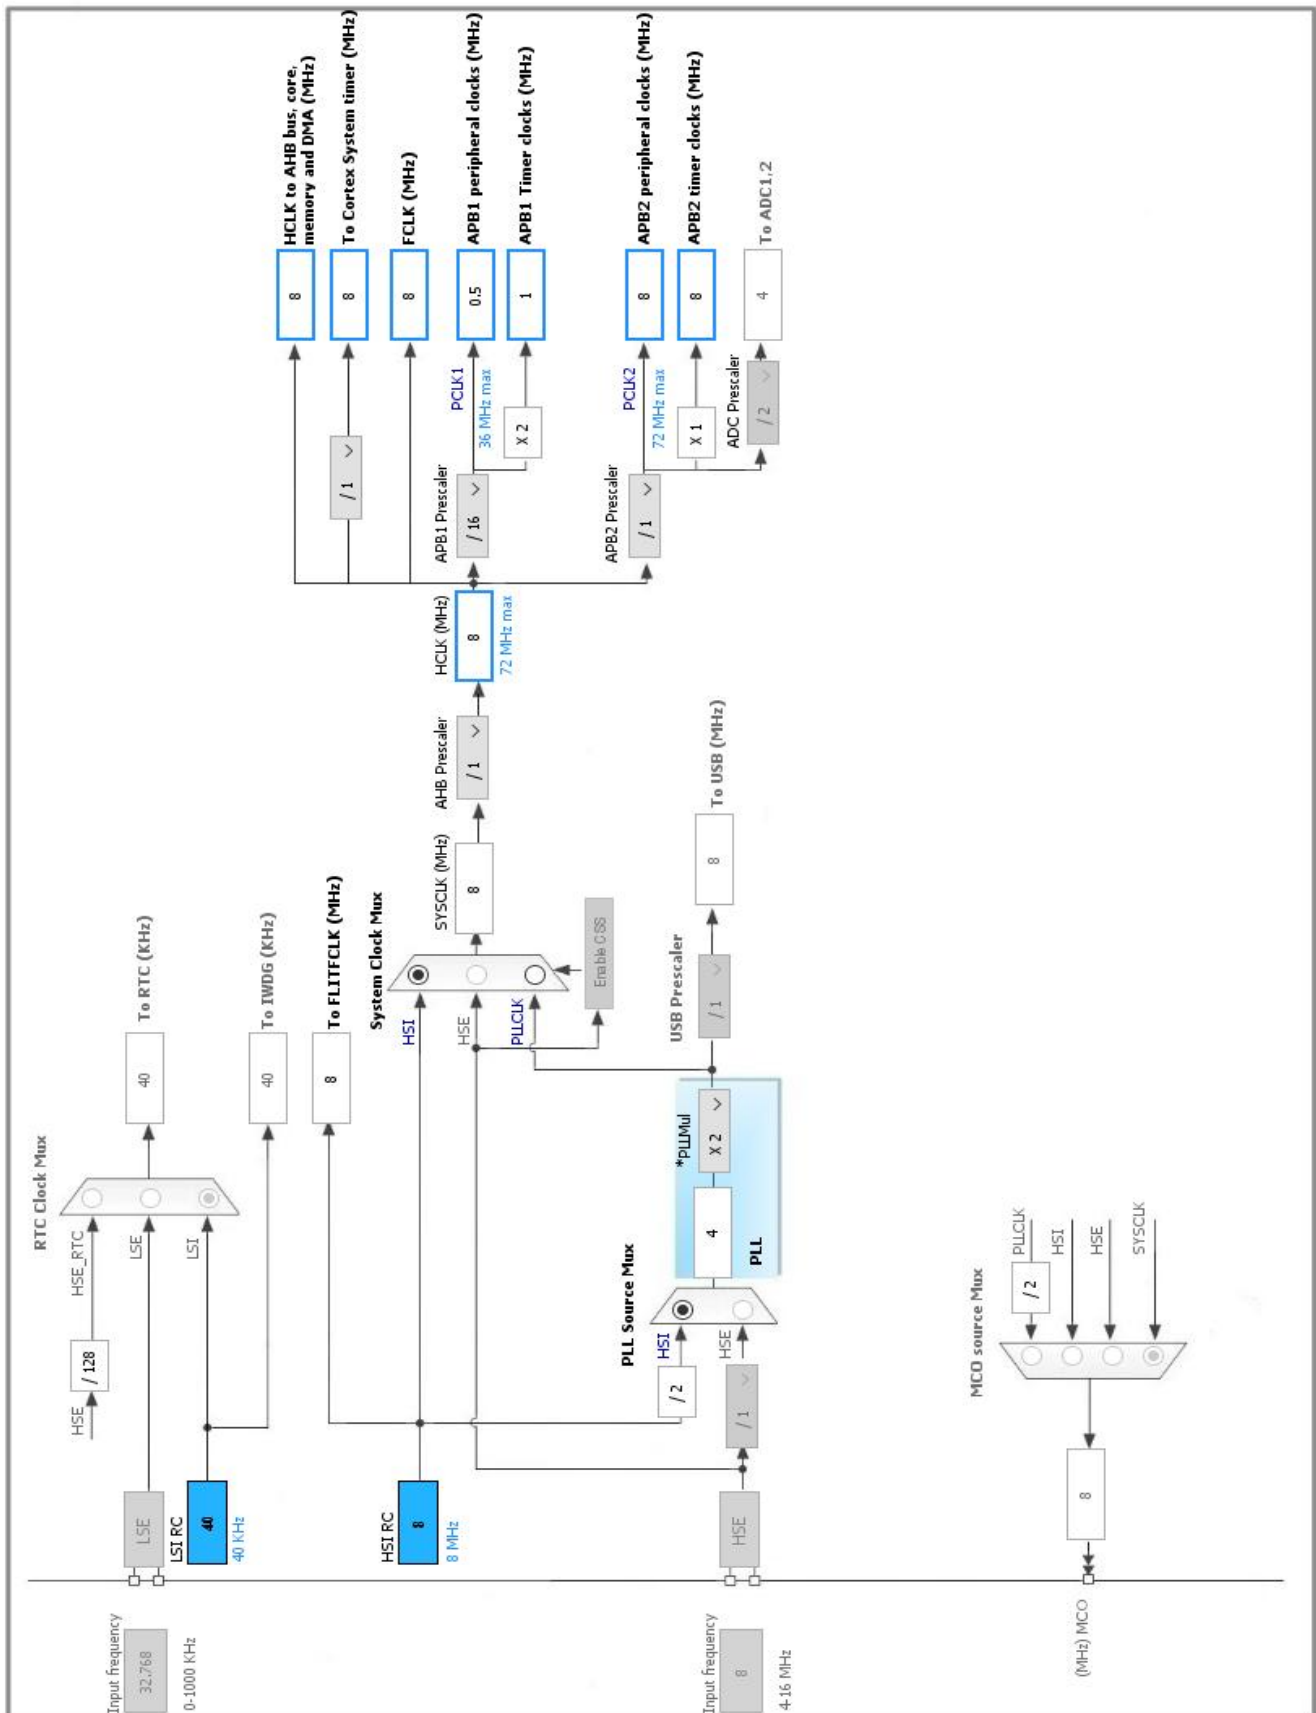 Input frequency
32.768
0-1000 KHz
LSE
LSI RC
40
40 KHz
HSE
/ 128
HSE_RTC
LSE
LSI
RTC Clock Mux
40
To RTC (KHz)
40
To IWDG (KHz)
8
To FLITFCLK (MHz)
HSI RC
8
8 MHz
System Clock Mux
HSI
HSE
PLLCLK
Enable CSS
SYSCLK (MHz)
8
AHB Prescaler
/ 1
HCLK (MHz)
8
72 MHz max
8
HCLK to AHB bus, core,
memory and DMA (MHz)
/ 1
8
To Cortex System timer (MHz)
8
FCLK (MHz)
APB1 Prescaler
/ 16
PCLK1
36 MHz max
0.5
APB1 peripheral clocks (MHz)
X 2
1
APB1 Timer clocks (MHz)
APB2 Prescaler
/ 1
PCLK2
72 MHz max
8
APB2 peripheral clocks (MHz)
X 1
8
APB2 timer clocks (MHz)
ADC Prescaler
/ 2
4
To ADC1,2
Input frequency
8
4-16 MHz
HSE
/ 2
/ 1
HSI
HSE
PLL Source Mux
4
*PLLMul
X 2
PLL
USB Prescaler
/ 1
8
To USB (MHz)
MCO source Mux
PLLCLK
/ 2
HSI
HSE
SYSCLK
8
(MHz) MCO